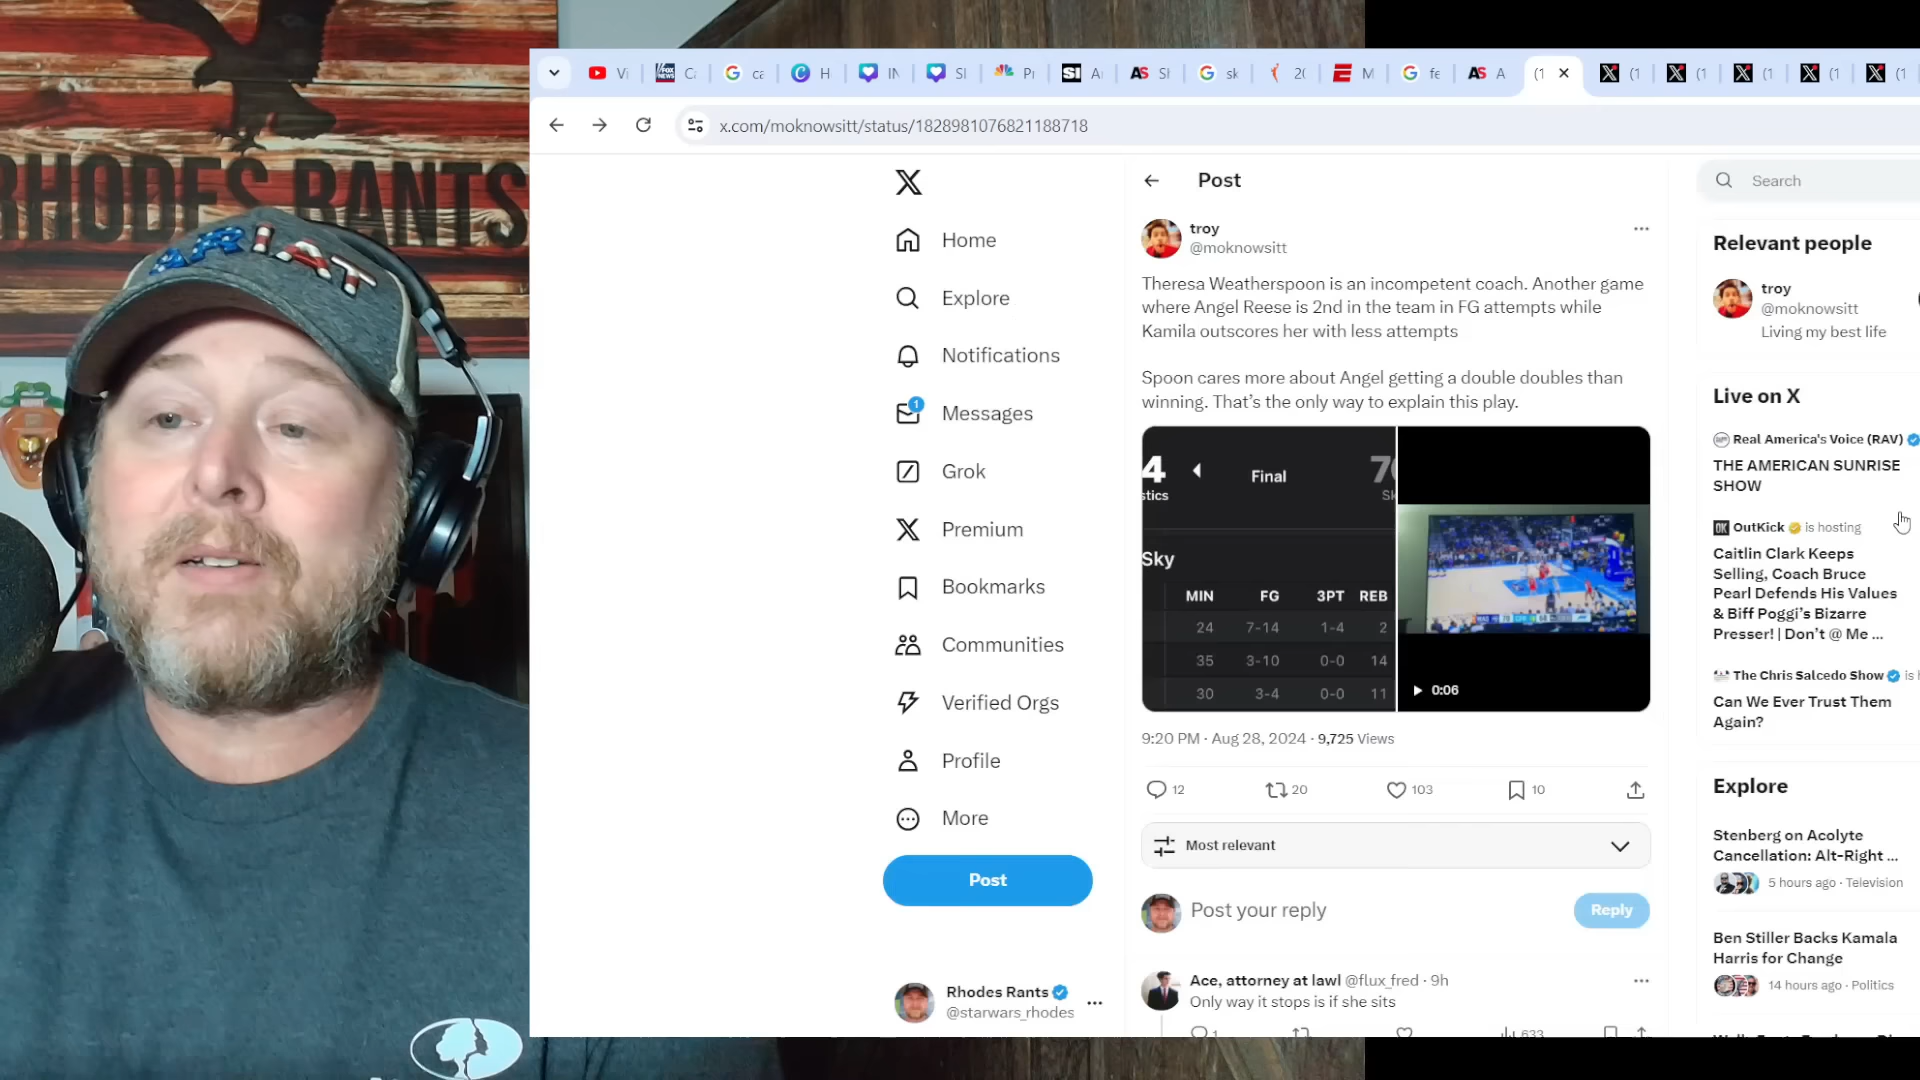 RHODES RANTS
ARIAT
x.com/moknowsitt/status/1828981076821188718
Home
Explore
Notifications
1
Messages
Grok
Premium
Bookmarks
Communities
Verified Orgs
Profile
More
Post
Rhodes Rants
@starwars_rhodes
Post
troy
@moknowsitt
Theresa Weatherspoon is an incompetent coach. Another game
where Angel Reese is 2nd in the team in FG attempts while
Kamila outscores her with less attempts
Spoon cares more about Angel getting a double doubles than
winning. That’s the only way to explain this play.
4 Final
stics
Sky
MIN FG 3PT REB
24 7-14 1-4 2
35 3-10 0-0 14
30 3-4 0-0 11
0:06
9:20 PM · Aug 28, 2024 · 9,725 Views
12 20 103 10
Most relevant
Post your reply
Reply
Ace, attorney at lawl @flux_fred · 9h
Only way it stops is if she sits
1 633
Search
Relevant people
troy
@moknowsitt
Living my best life
Live on X
Real America's Voice (RAV)
THE AMERICAN SUNRISE
SHOW
OutKick is hosting
Caitlin Clark Keeps
Selling, Coach Bruce
Pearl Defends His Values
& Biff Poggi’s Bizarre
Presser! | Don’t @ Me ...
The Chris Salcedo Show is
Can We Ever Trust Them
Again?
Explore
Stenberg on Acolyte
Cancellation: Alt-Right ...
5 hours ago · Television
Ben Stiller Backs Kamala
Harris for Change
14 hours ago · Politics